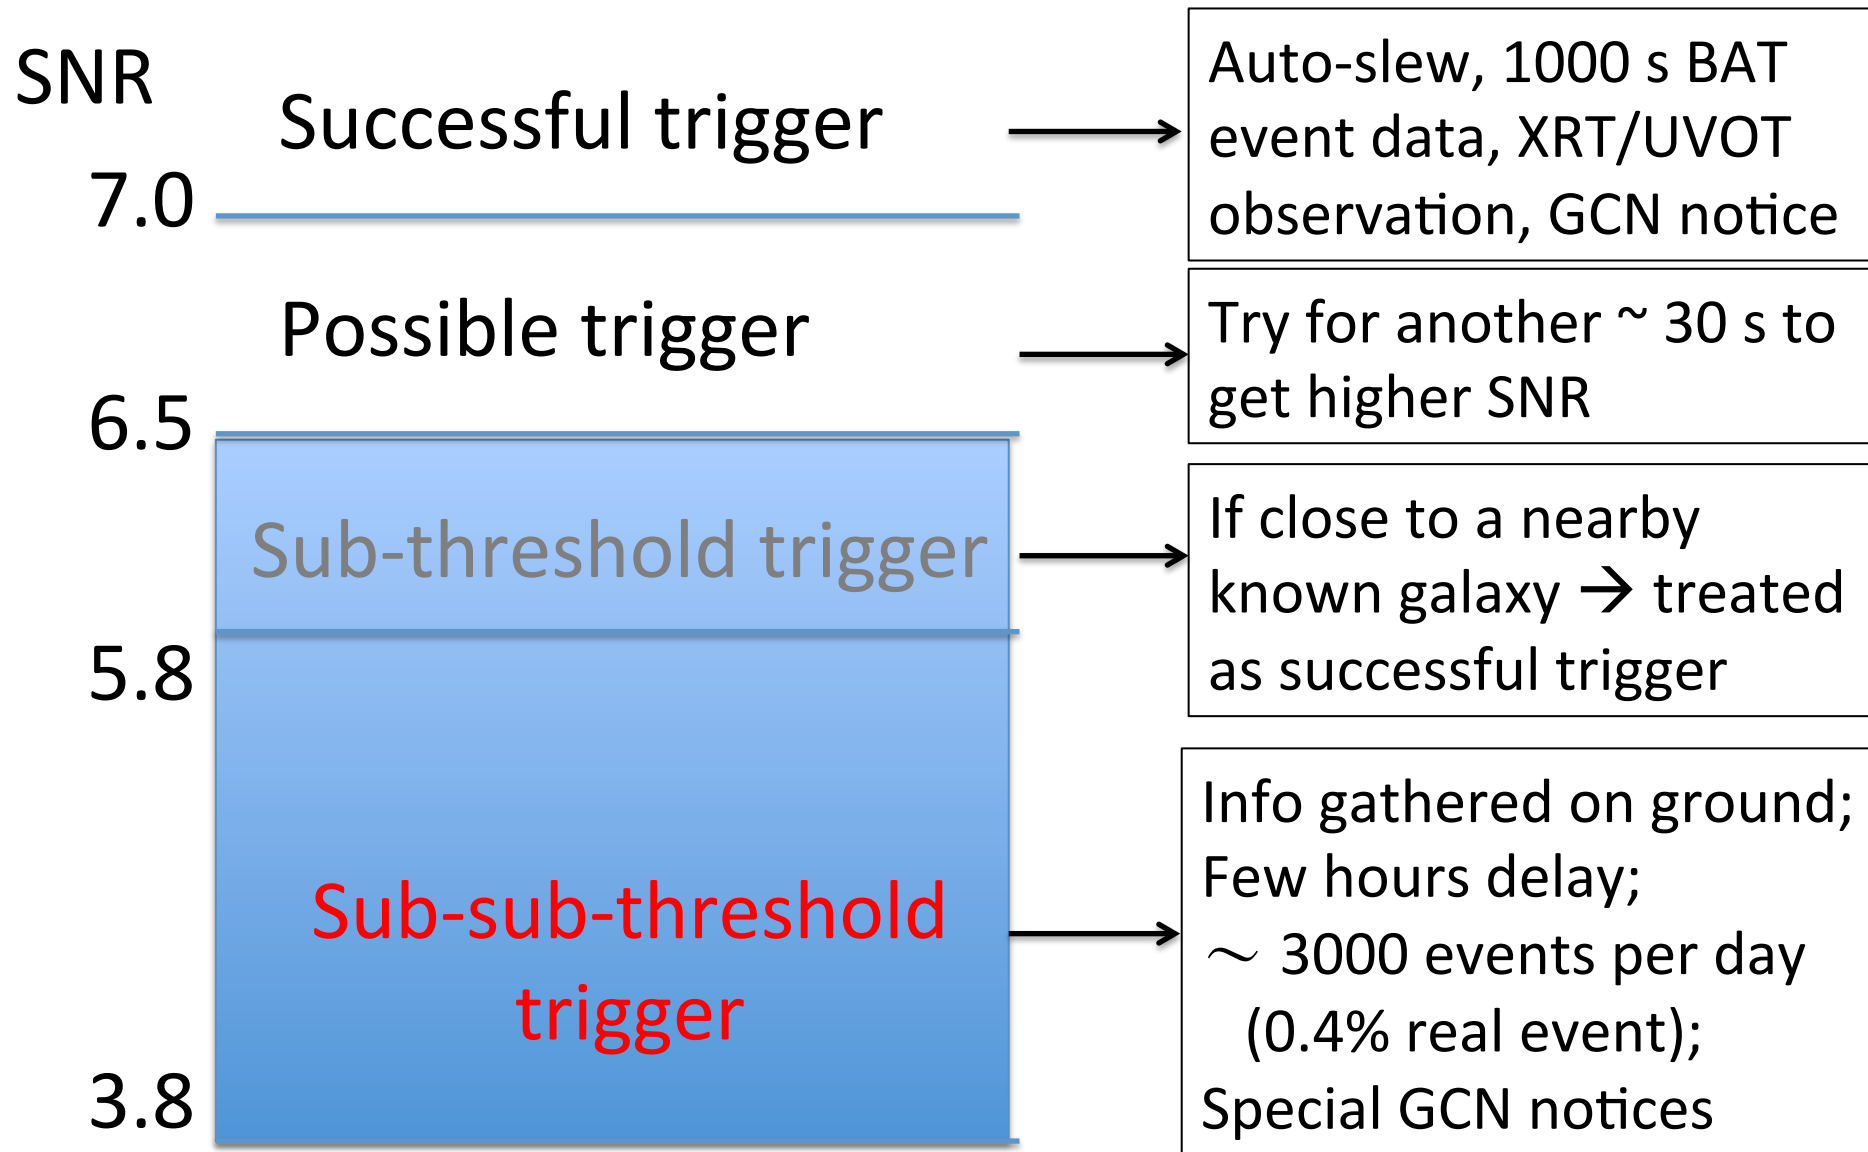 SNR
Successful trigger
Auto-slew, 1000 s BAT
event data, XRT/UVOT
observation, GCN notice
7.0
Possible trigger
Try for another ~ 30 s to
get higher SNR
6.5
Sub-threshold trigger
If close to a nearby
known galaxy → treated
as successful trigger
5.8
Sub-sub-threshold
trigger
Info gathered on ground;
Few hours delay;
∼ 3000 events per day
(0.4% real event);
Special GCN notices
3.8